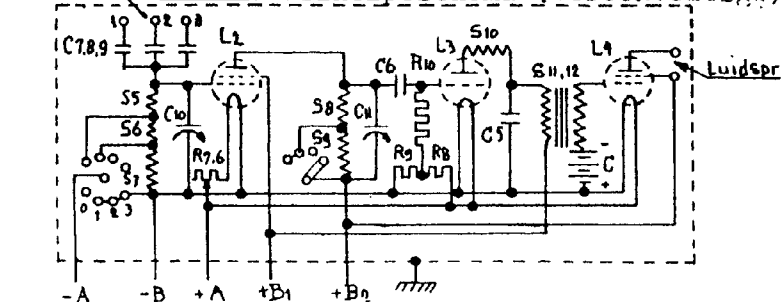 1 2 3
C7,8,9
L2
S5
S6
S7
C10
R7.6
1 2 3
S8
S9
C11
C6
R10
L3
S10
R9
R8
C5
S11,12
C
-
+
L4
Luidspr
-A
-B
+A
+B1
+B2